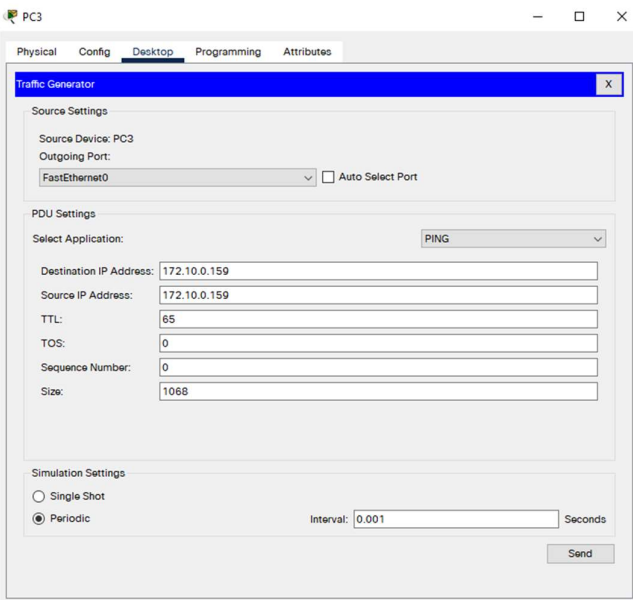 PC3
Physical Config Desktop Programming Attributes
Traffic Generator X
Source Settings
Source Device: PC3
Outgoing Port:
FastEthernet0 Auto Select Port
PDU Settings
Select Application: PING
Destination IP Address: 172.10.0.159
Source IP Address: 172.10.0.159
TTL: 65
TOS: 0
Sequence Number: 0
Size: 1068
Simulation Settings
Single Shot
Periodic Interval: 0.001 Seconds
Send